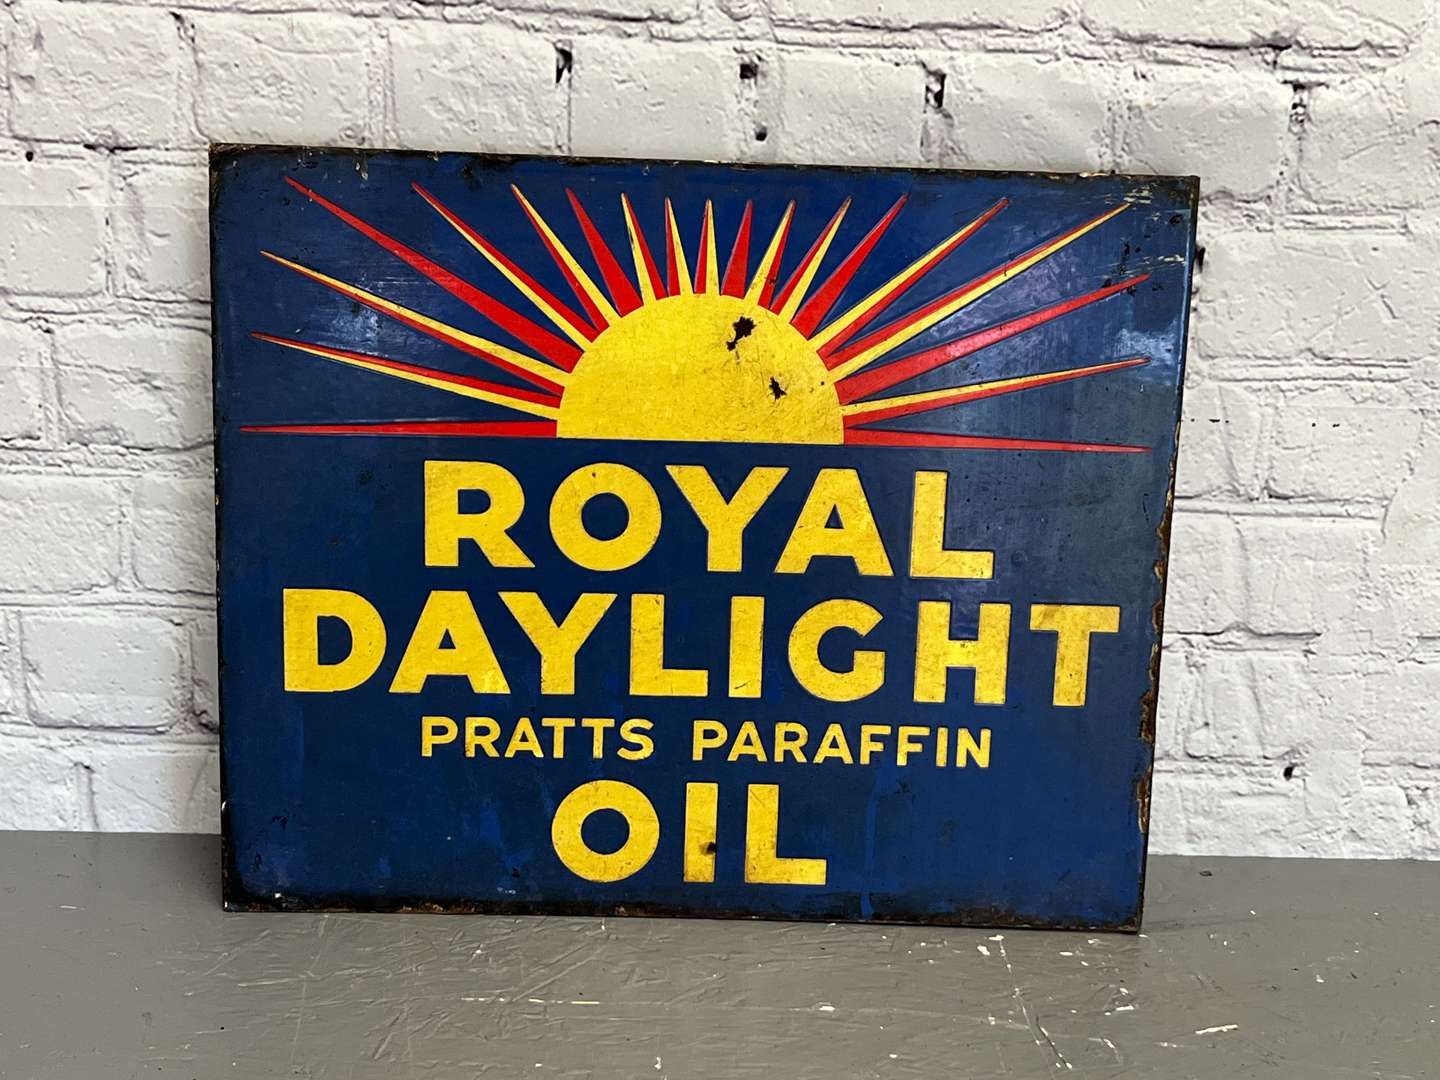 ROYAL
DAYLIGHT
PRATTS PARAFFIN
OIL